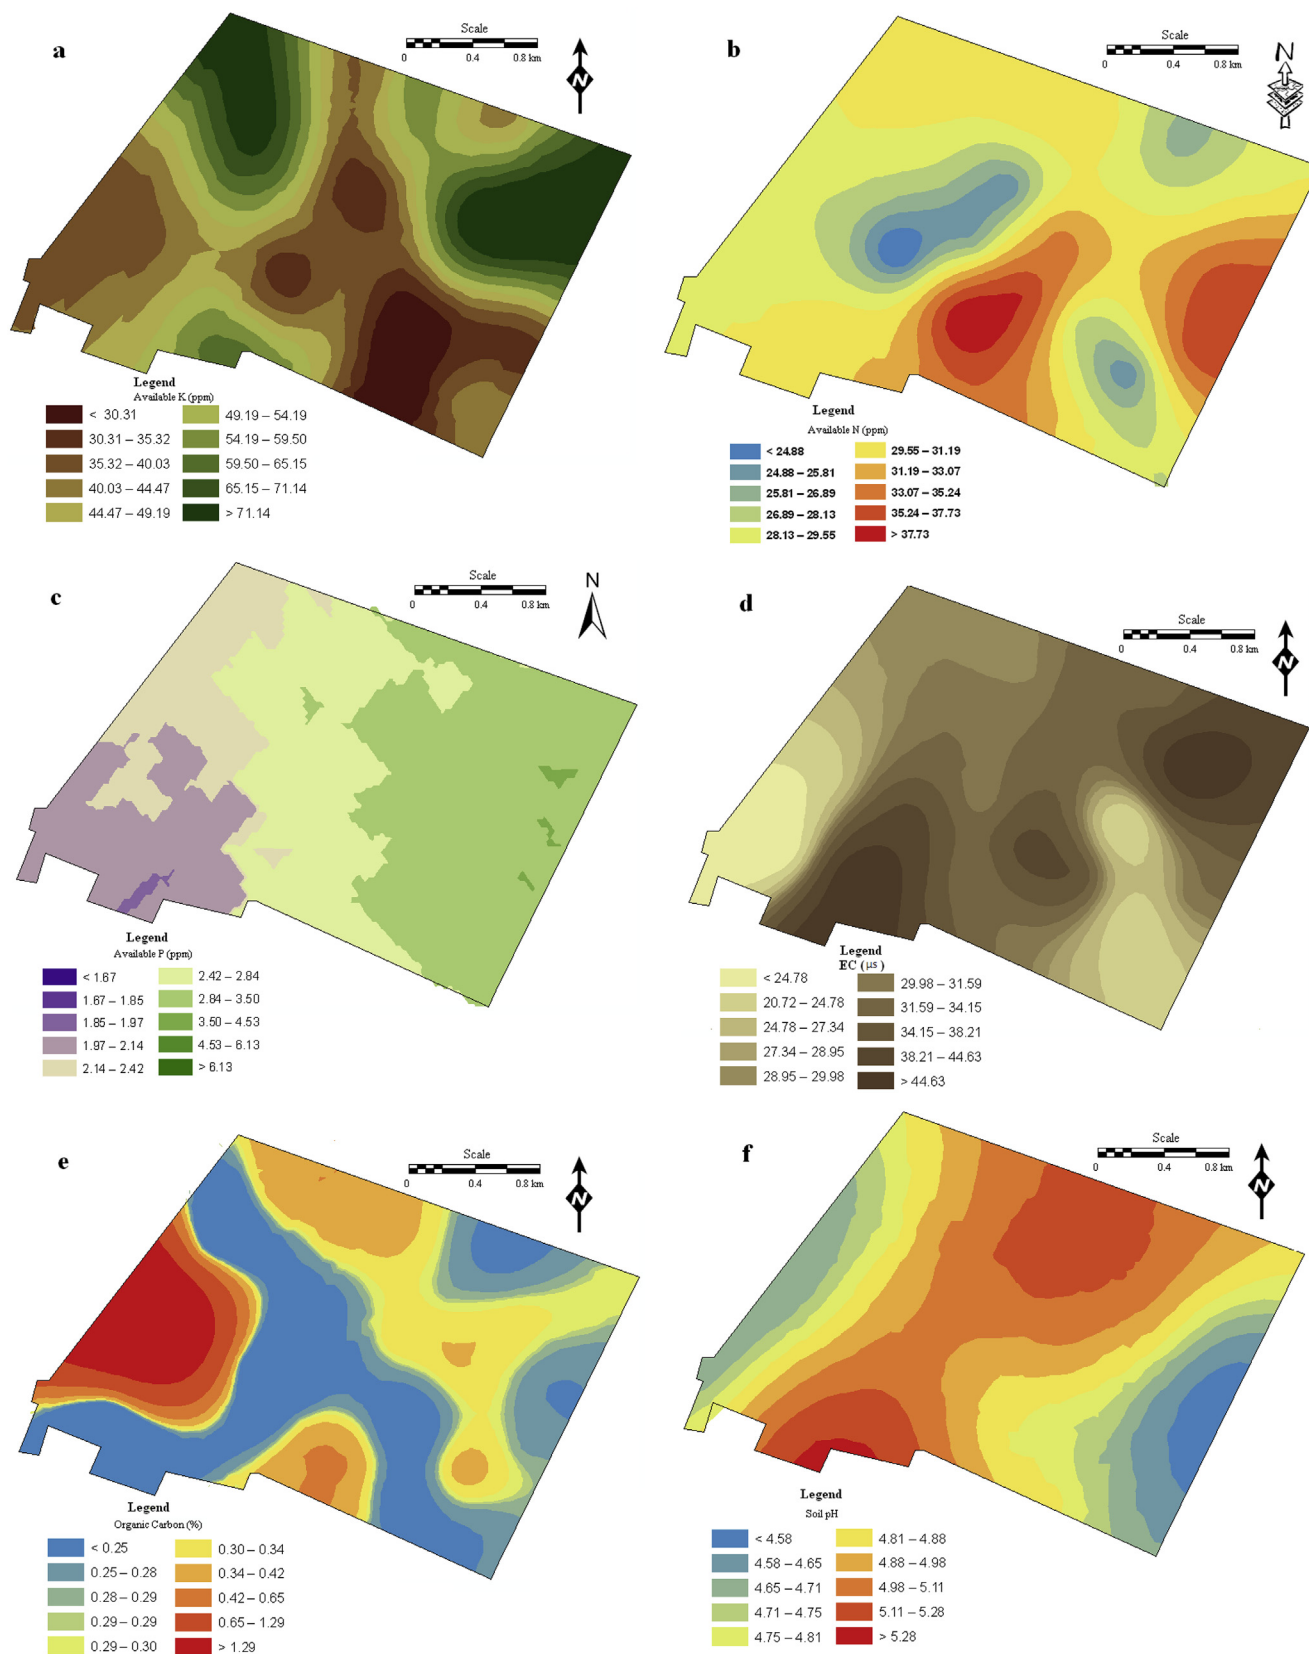 a
Scale
0 0.4 0.8 km
N
Legend
Available K (ppm)
< 30.31
30.31 – 35.32
35.32 – 40.03
40.03 – 44.47
44.47 – 49.19
49.19 – 54.19
54.19 – 59.50
59.50 – 65.15
65.15 – 71.14
> 71.14
b
Scale
0 0.4 0.8 km
N
Legend
Available N (ppm)
< 24.88
24.88 – 25.81
25.81 – 26.89
26.89 – 28.13
28.13 – 29.55
29.55 – 31.19
31.19 – 33.07
33.07 – 35.24
35.24 – 37.73
> 37.73
c
Scale
0 0.4 0.8 km
N
Legend
Available P (ppm)
< 1.67
1.67 – 1.85
1.85 – 1.97
1.97 – 2.14
2.14 – 2.42
2.42 – 2.84
2.84 – 3.50
3.50 – 4.53
4.53 – 6.13
> 6.13
d
Scale
0 0.4 0.8 km
N
Legend
EC (µs)
< 24.78
20.72 – 24.78
24.78 – 27.34
27.34 – 28.95
28.95 – 29.98
29.98 – 31.59
31.59 – 34.15
34.15 – 38.21
38.21 – 44.63
> 44.63
e
Scale
0 0.4 0.8 km
N
Legend
Organic Carbon (%)
< 0.25
0.25 – 0.28
0.28 – 0.29
0.29 – 0.29
0.29 – 0.30
0.30 – 0.34
0.34 – 0.42
0.42 – 0.65
0.65 – 1.29
> 1.29
f
Scale
0 0.4 0.8 km
N
Legend
Soil pH
< 4.58
4.58 – 4.65
4.65 – 4.71
4.71 – 4.75
4.75 – 4.81
4.81 – 4.88
4.88 – 4.98
4.98 – 5.11
5.11 – 5.28
> 5.28